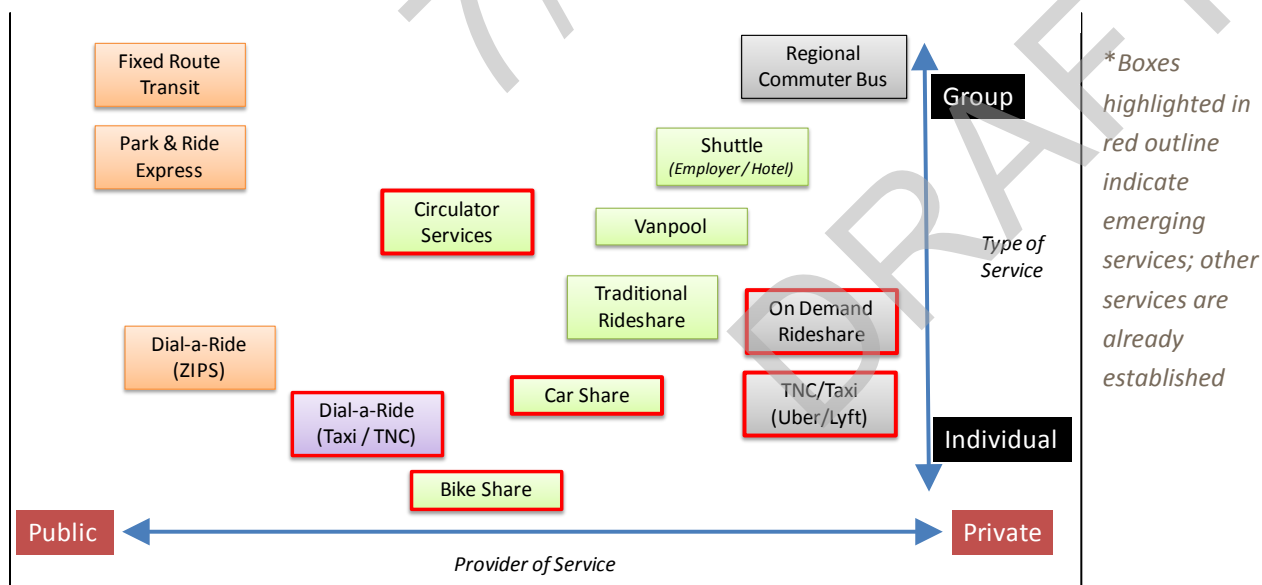 Fixed Route
Transit
Regional
Commuter Bus
Group
Park & Ride
Express
Shuttle
(Employer / Hotel)
Circulator
Services
Vanpool
Type of
Service
Traditional
Rideshare
On Demand
Rideshare
Dial-a-Ride
(ZIPS)
Car Share
TNC/Taxi
(Uber/Lyft)
Dial-a-Ride
(Taxi / TNC)
Individual
Bike Share
Public
Private
Provider of Service
*Boxes
highlighted in
red outline
indicate
emerging
services; other
services are
already
established
DRAFT